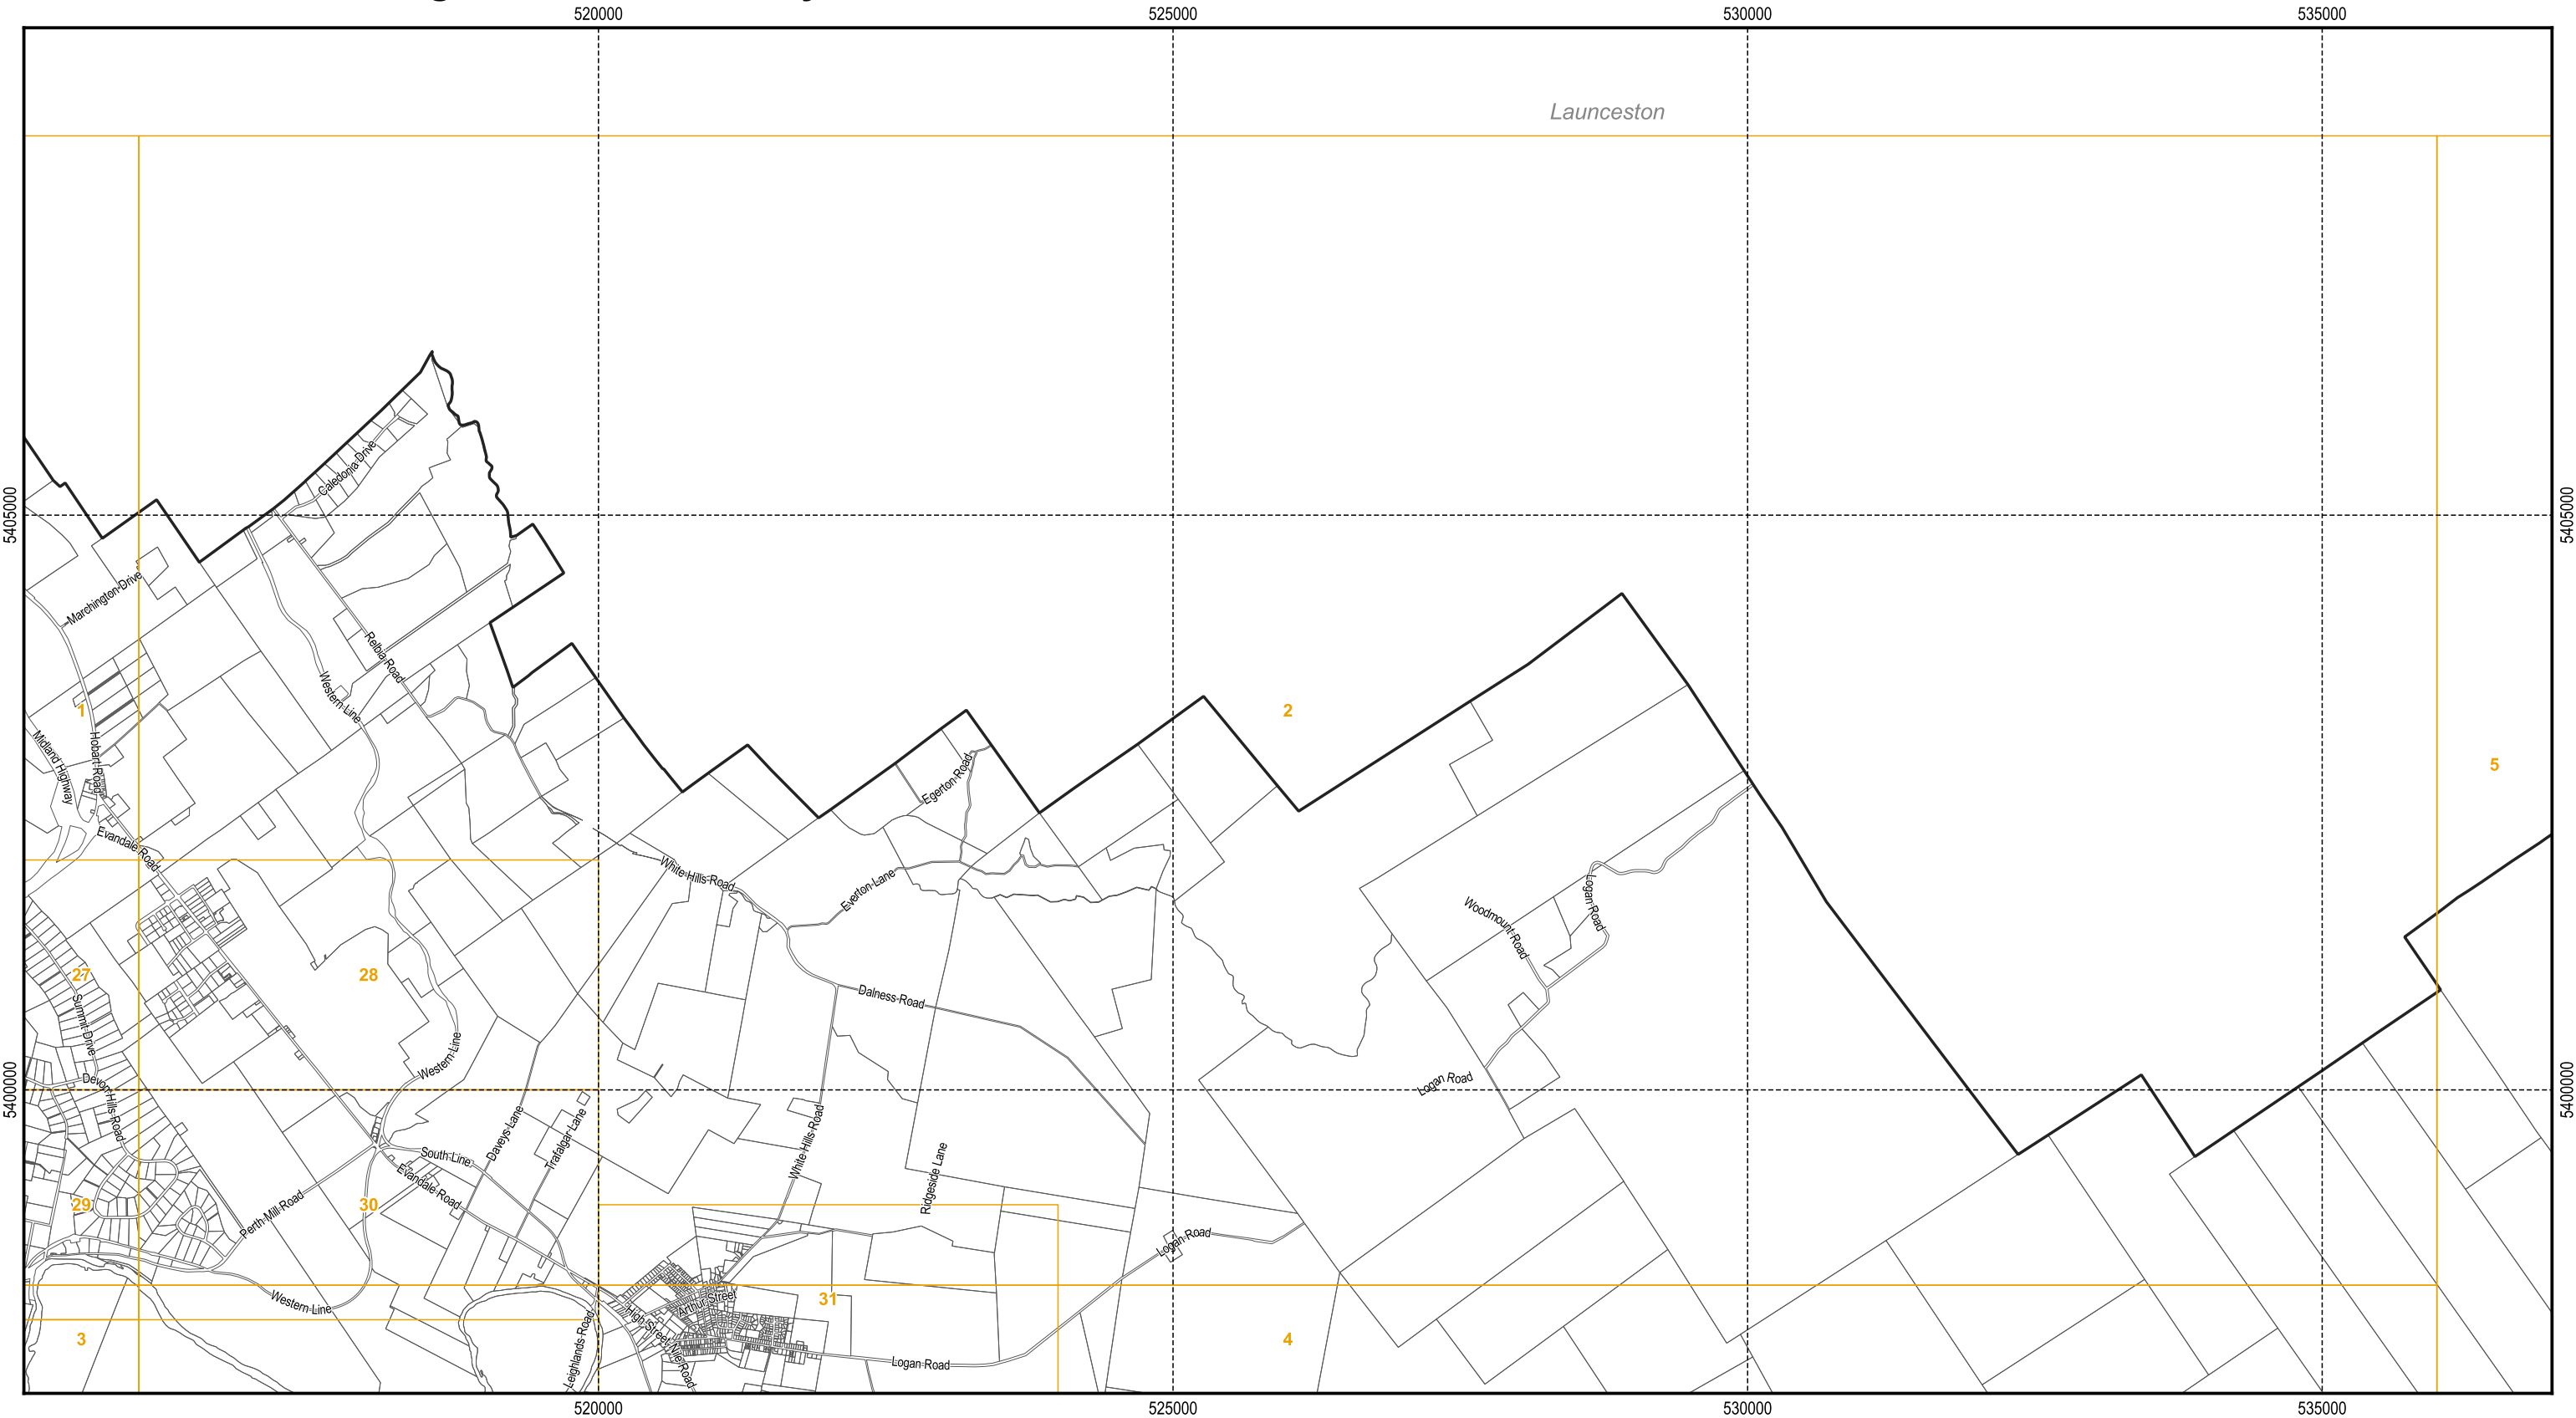 520000
525000
530000
535000
Launceston
5405000
5405000
Caledonia Drive
Marchington Drive
Relbia Road
Western Line
1
2
5
Midland Highway
Hobart Road
Egerton Road
Evandale Road
White Hills Road
Everton Lane
Logan Road
Woodmount Road
27
28
Summit Drive
Dalness Road
Western Line
5400000
5400000
Devon Hills Road
Logan Road
Daveys Lane
Trafalgar Lane
White Hills Road
South Line
Evandale Road
Ridgeside Lane
29
30
Perth Mill Road
Logan Road
Western Line
Arthur Street
31
High Street
Nile Road
Leighlands Road
3
4
Logan Road
520000
525000
530000
535000